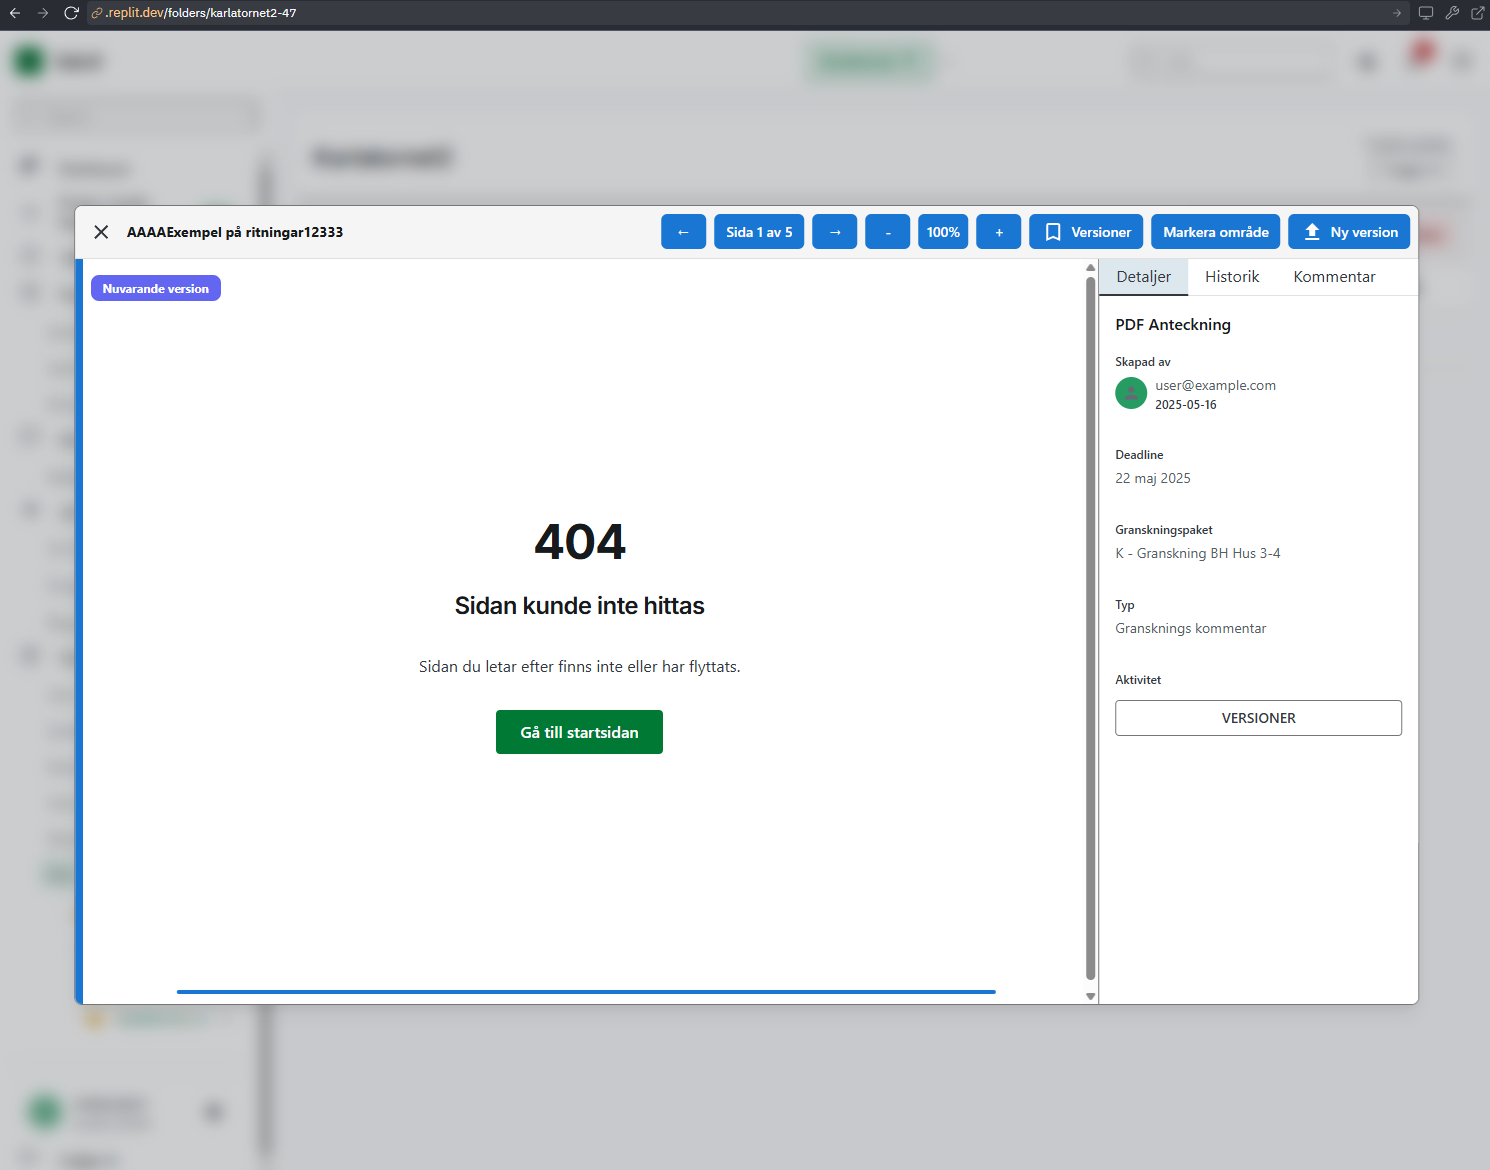 .replit.dev/folders/karlatornet2-47
AAAAExempel på ritningar12333
←
Sida 1 av 5
→
-
100%
+
Versioner
Markera område
Ny version
Nuvarande version
404
Sidan kunde inte hittas
Sidan du letar efter finns inte eller har flyttats.
Gå till startsidan
Detaljer
Historik
Kommentar
PDF Anteckning
Skapad av
user@example.com
2025-05-16
Deadline
22 maj 2025
Granskningspaket
K - Granskning BH Hus 3-4
Typ
Gransknings kommentar
Aktivitet
VERSIONER